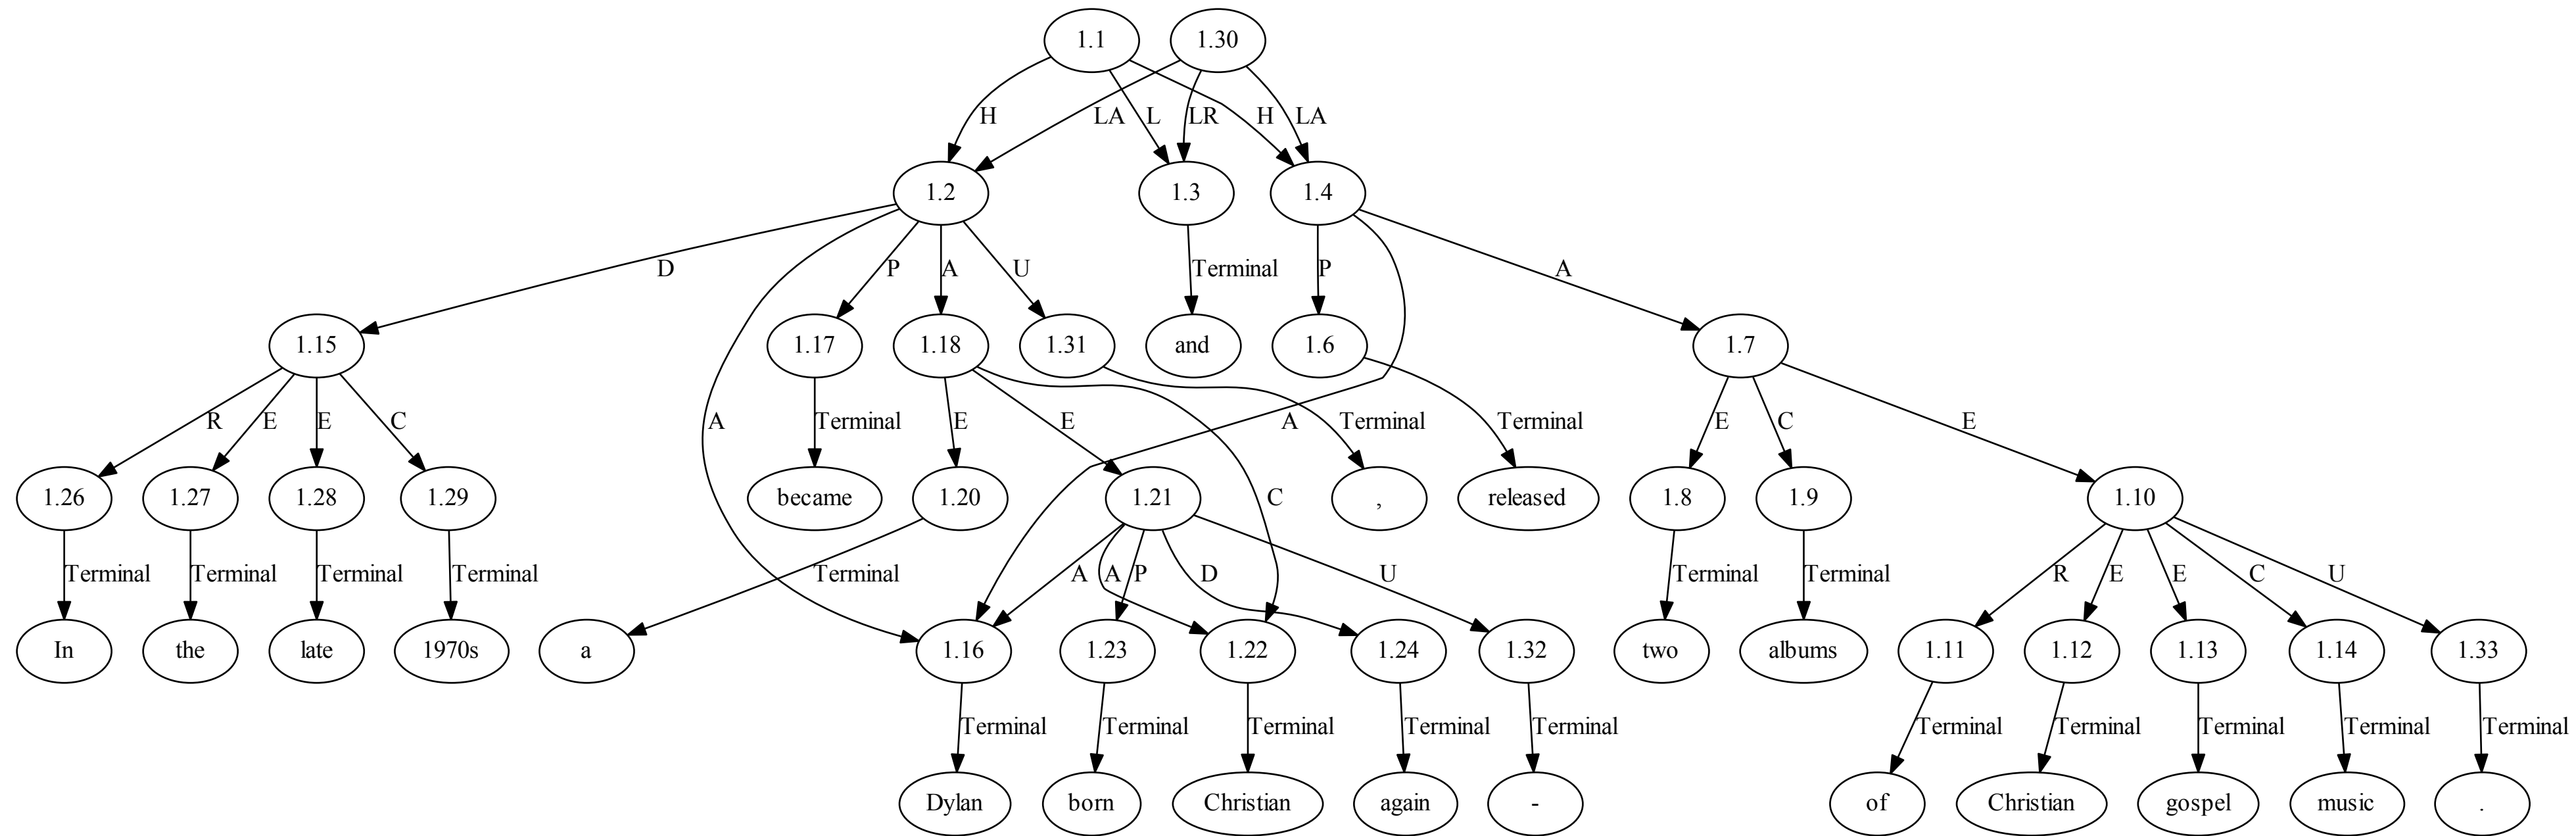 1.1 1.30
H LA L LR H LA
1.2 1.3 1.4
D A P A U Terminal P A A
1.15 1.17 1.18 1.31 and 1.6 1.7
R E E C Terminal E E C Terminal Terminal E C E
1.26 1.27 1.28 1.29 became 1.20 1.21 , released 1.8 1.9 1.10
Terminal Terminal Terminal Terminal Terminal A A P D U Terminal Terminal R E E C U
In the late 1970s a 1.16 1.23 1.22 1.24 1.32 two albums 1.11 1.12 1.13 1.14 1.33
Terminal Terminal Terminal Terminal Terminal Terminal Terminal Terminal Terminal Terminal
Dylan born Christian again - of Christian gospel music .